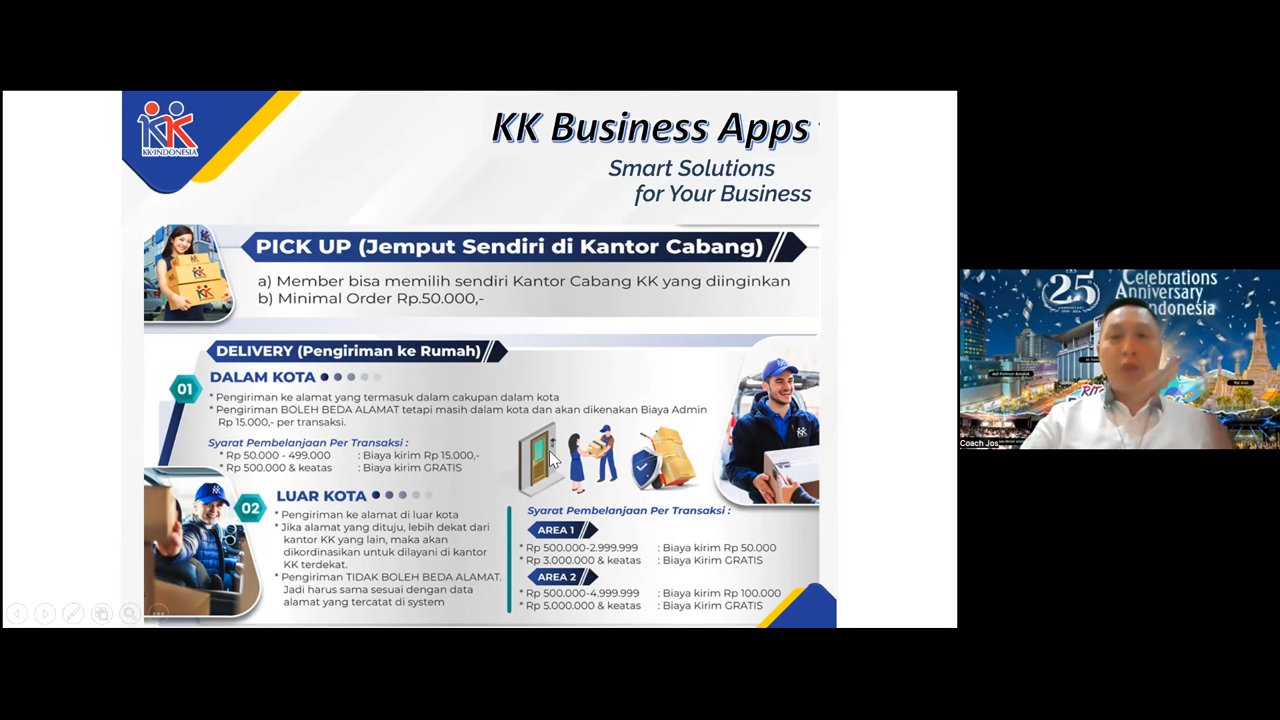 KK-INDONESIA
KK Business Apps
Smart Solutions
for Your Business
PICK UP (Jemput Sendiri di Kantor Cabang)
a) Member bisa memilih sendiri Kantor Cabang KK yang diinginkan
b) Minimal Order Rp.50.000,-
DELIVERY (Pengiriman ke Rumah)
01
DALAM KOTA
* Pengiriman ke alamat yang termasuk dalam cakupan dalam kota
* Pengiriman BOLEH BEDA ALAMAT tetapi masih dalam kota dan akan dikenakan Biaya Admin
Rp 15.000,- per transaksi.
Syarat Pembelanjaan Per Transaksi :
* Rp 50.000 - 499.000 : Biaya kirim Rp 15.000,-
* Rp 500.000 & keatas : Biaya kirim GRATIS
02
LUAR KOTA
* Pengiriman ke alamat di luar kota
* Jika alamat yang dituju, lebih dekat dari
kantor KK yang lain, maka akan
dikordinasikan untuk dilayani di kantor
KK terdekat.
* Pengiriman TIDAK BOLEH BEDA ALAMAT.
Jadi harus sama sesuai dengan data
alamat yang tercatat di system
Syarat Pembelanjaan Per Transaksi :
AREA 1
* Rp 500.000-2.999.999 : Biaya kirim Rp 50.000
* Rp 3.000.000 & keatas : Biaya kirim GRATIS
AREA 2
* Rp 500.000-4.999.999 : Biaya kirim Rp 100.000
* Rp 5.000.000 & keatas : Biaya Kirim GRATIS
25
Celebrations
Anniversary
Indonesia
Coach Jos